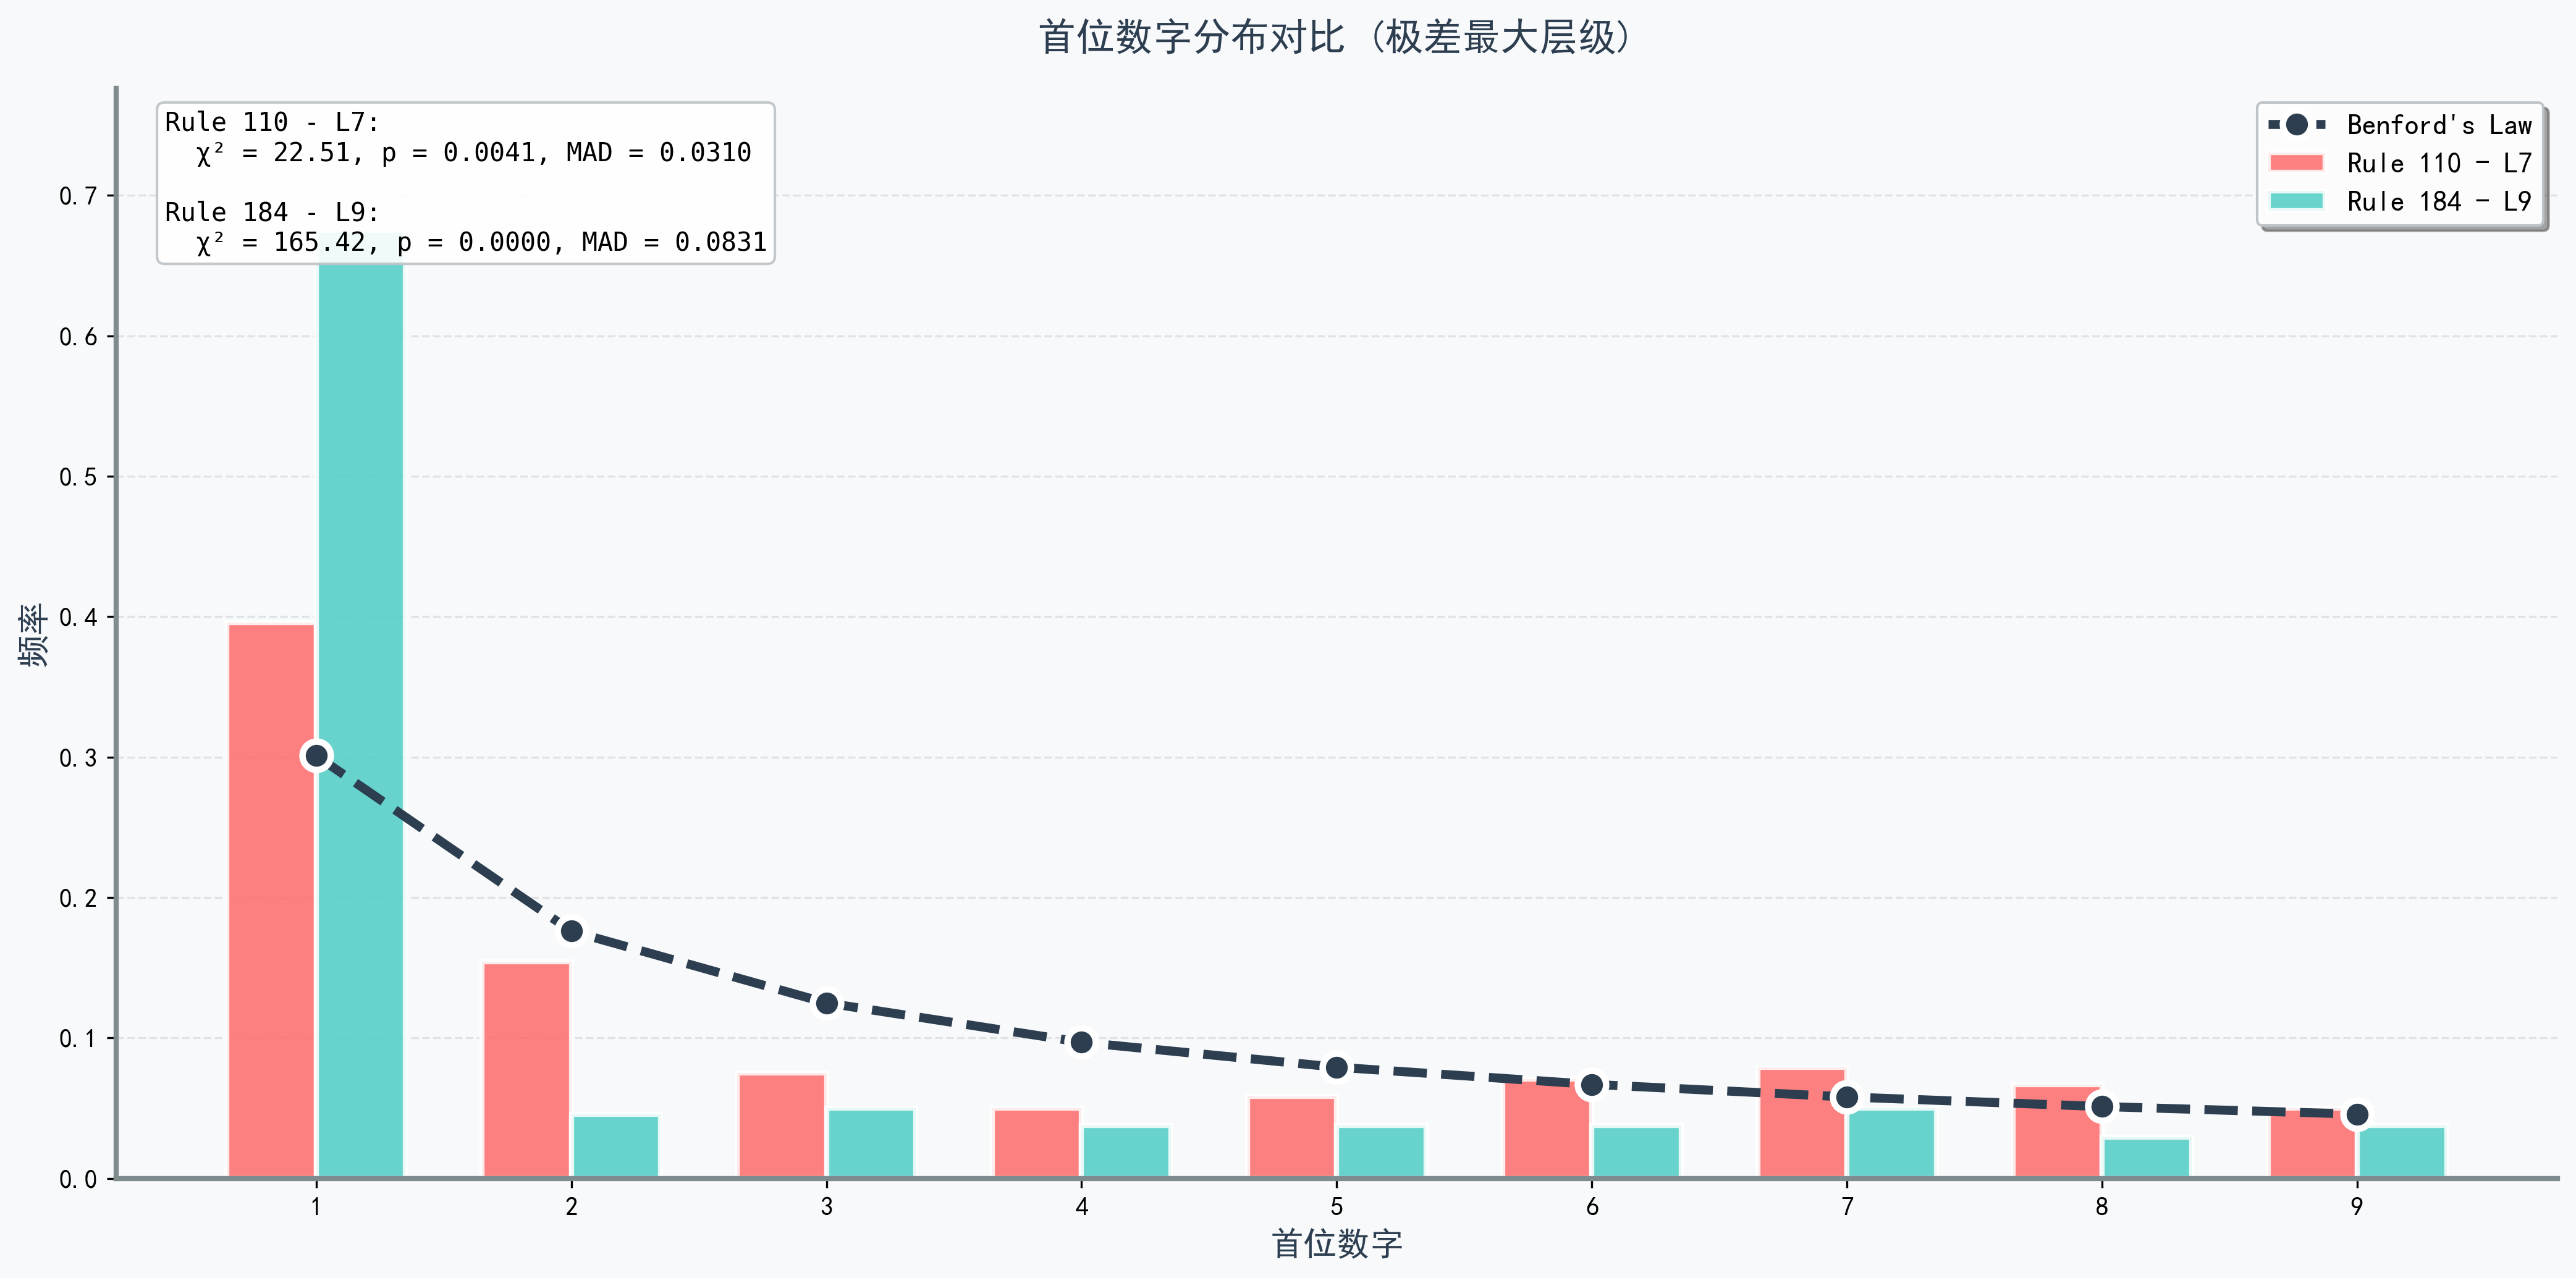 首位数字分布对比（极差最大层级）
Rule 110 - L7:
χ² = 22.51, p = 0.0041, MAD = 0.0310
Rule 184 - L9:
χ² = 165.42, p = 0.0000, MAD = 0.0831
Benford's Law
Rule 110 - L7
Rule 184 - L9
频率
0.7
0.6
0.5
0.4
0.3
0.2
0.1
0.0
1 2 3 4 5 6 7 8 9
首位数字